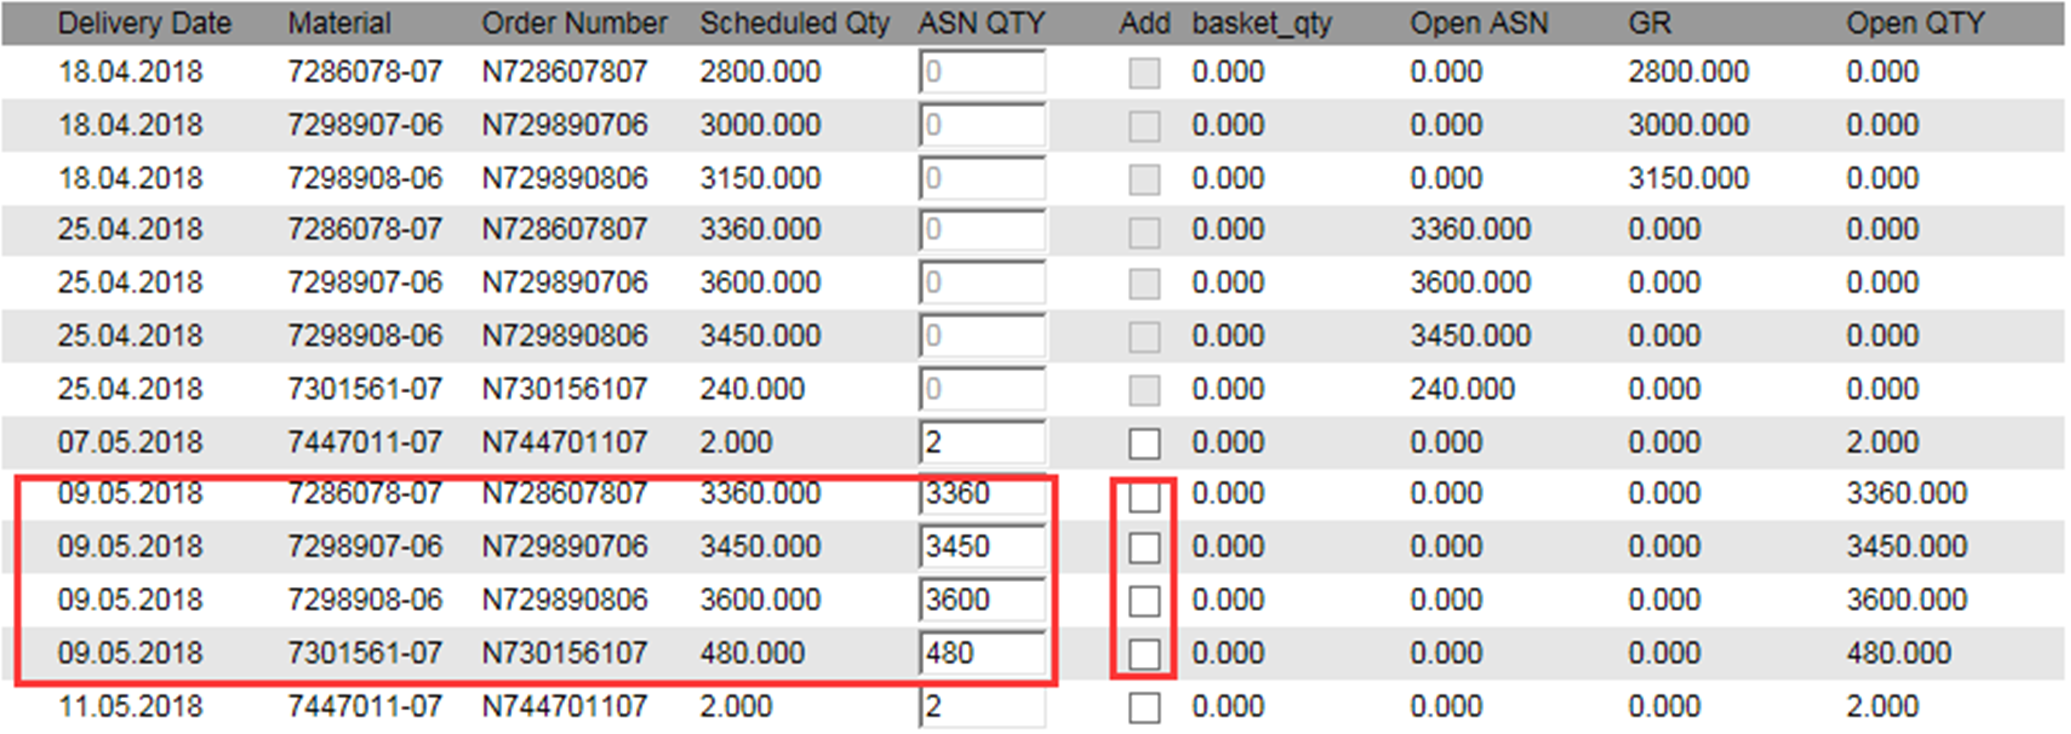 Delivery Date Material Order Number Scheduled Qty ASN QTY Add basket_qty Open ASN GR Open QTY
18.04.2018 7286078-07 N728607807 2800.000 0 0.000 0.000 2800.000 0.000
18.04.2018 7298907-06 N729890706 3000.000 0 0.000 0.000 3000.000 0.000
18.04.2018 7298908-06 N729890806 3150.000 0 0.000 0.000 3150.000 0.000
25.04.2018 7286078-07 N728607807 3360.000 0 0.000 3360.000 0.000 0.000
25.04.2018 7298907-06 N729890706 3600.000 0 0.000 3600.000 0.000 0.000
25.04.2018 7298908-06 N729890806 3450.000 0 0.000 3450.000 0.000 0.000
25.04.2018 7301561-07 N730156107 240.000 0 0.000 240.000 0.000 0.000
07.05.2018 7447011-07 N744701107 2.000 2 0.000 0.000 0.000 2.000
09.05.2018 7286078-07 N728607807 3360.000 3360 0.000 0.000 0.000 3360.000
09.05.2018 7298907-06 N729890706 3450.000 3450 0.000 0.000 0.000 3450.000
09.05.2018 7298908-06 N729890806 3600.000 3600 0.000 0.000 0.000 3600.000
09.05.2018 7301561-07 N730156107 480.000 480 0.000 0.000 0.000 480.000
11.05.2018 7447011-07 N744701107 2.000 2 0.000 0.000 0.000 2.000